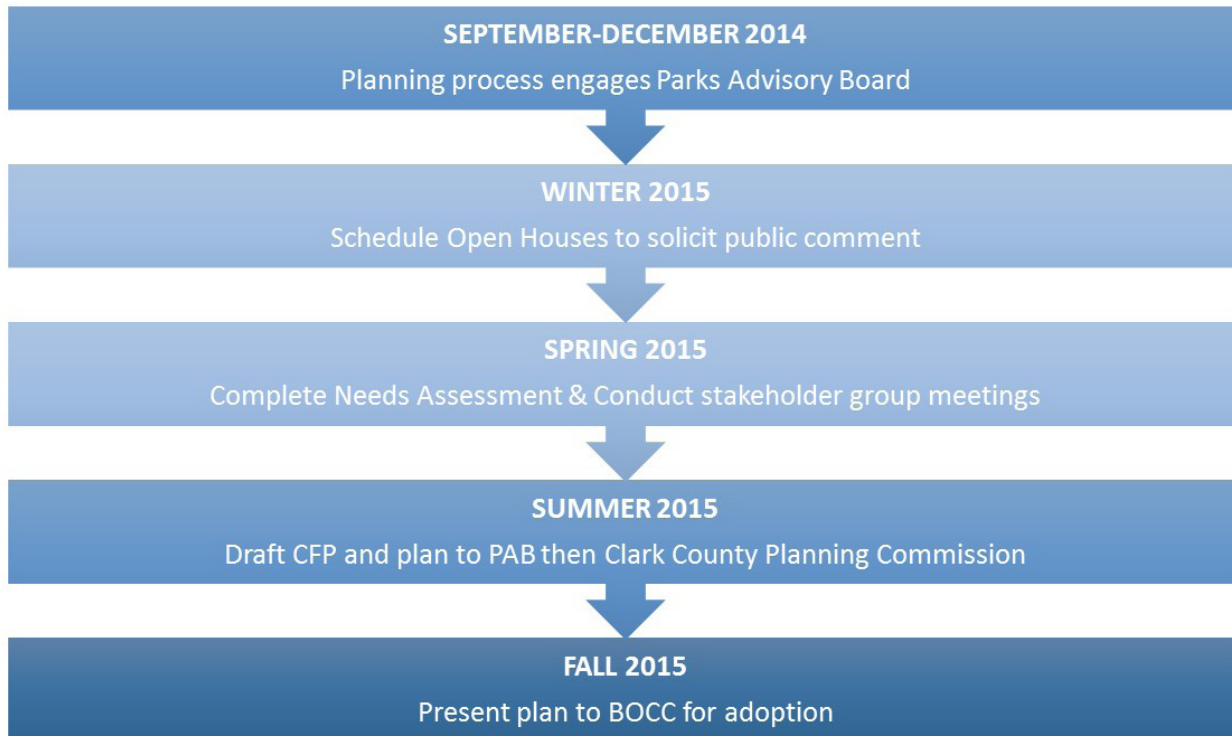 SEPTEMBER-DECEMBER 2014
Planning process engages Parks Advisory Board
WINTER 2015
Schedule Open Houses to solicit public comment
SPRING 2015
Complete Needs Assessment & Conduct stakeholder group meetings
SUMMER 2015
Draft CFP and plan to PAB then Clark County Planning Commission
FALL 2015
Present plan to BOCC for adoption